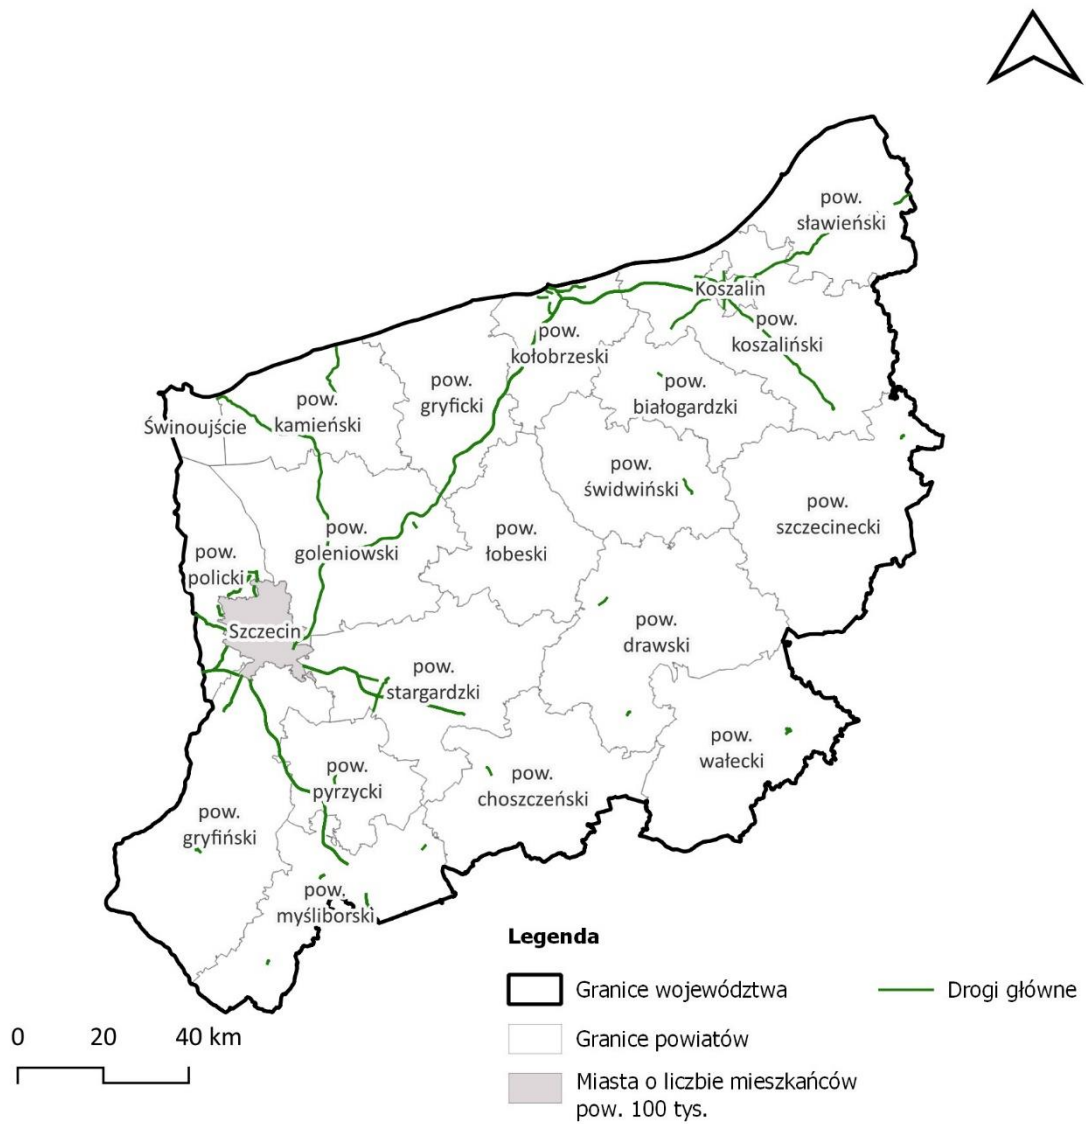 pow.
sławieński
Koszalin
pow.
koszaliński
pow.
kołobrzeski
pow.
gryficki
pow.
białogardzki
pow.
kamieński
Świnoujście
pow.
świdwiński
pow.
szczecinecki
pow.
goleniowski
pow.
łobeski
pow.
policki
Szczecin
pow.
drawski
pow.
stargardzki
pow.
wałecki
pow.
pyrzycki
pow.
choszczeński
pow.
gryfiński
pow.
myśliborski
Legenda
Granice województwa
Drogi główne
Granice powiatów
Miasta o liczbie mieszkańców
pow. 100 tys.
0 20 40 km